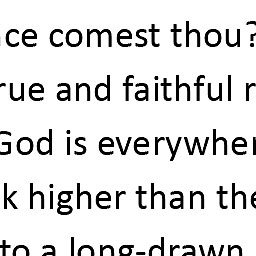 ce comest thou?
rue and faithful r
God is everywher
k higher than the
to a long-drawn